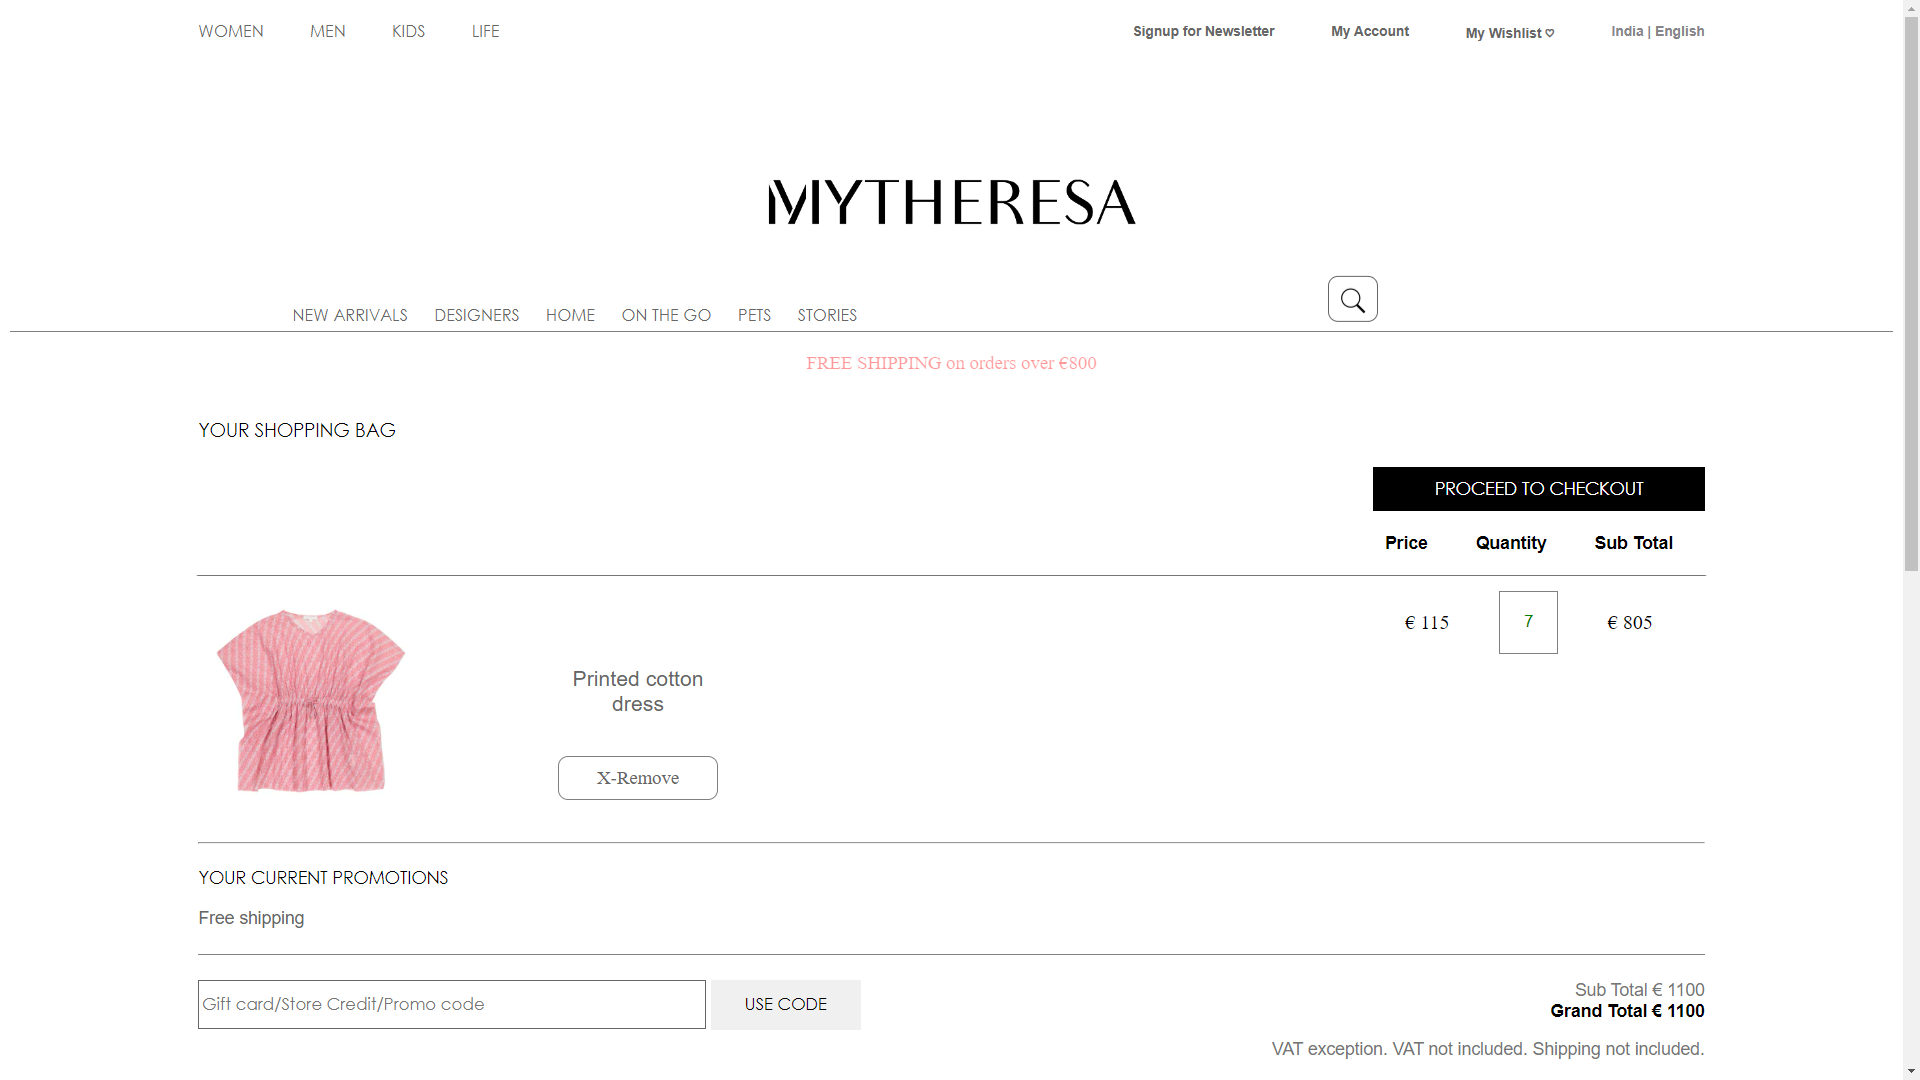 WOMEN MEN KIDS LIFE Signup for Newsletter My Account My Wishlist♡ India | English
MYTHERESA
NEW ARRIVALS DESIGNERS HOME ON THE GO PETS STORIES
FREE SHIPPING on orders over €800
YOUR SHOPPING BAG
PROCEED TO CHECKOUT
Price Quantity Sub Total
€ 115 7 € 805
Printed cotton
dress
X-Remove
YOUR CURRENT PROMOTIONS
Free shipping
Gift card/Store Credit/Promo code USE CODE
Sub Total € 1100
Grand Total € 1100
VAT exception. VAT not included. Shipping not included.